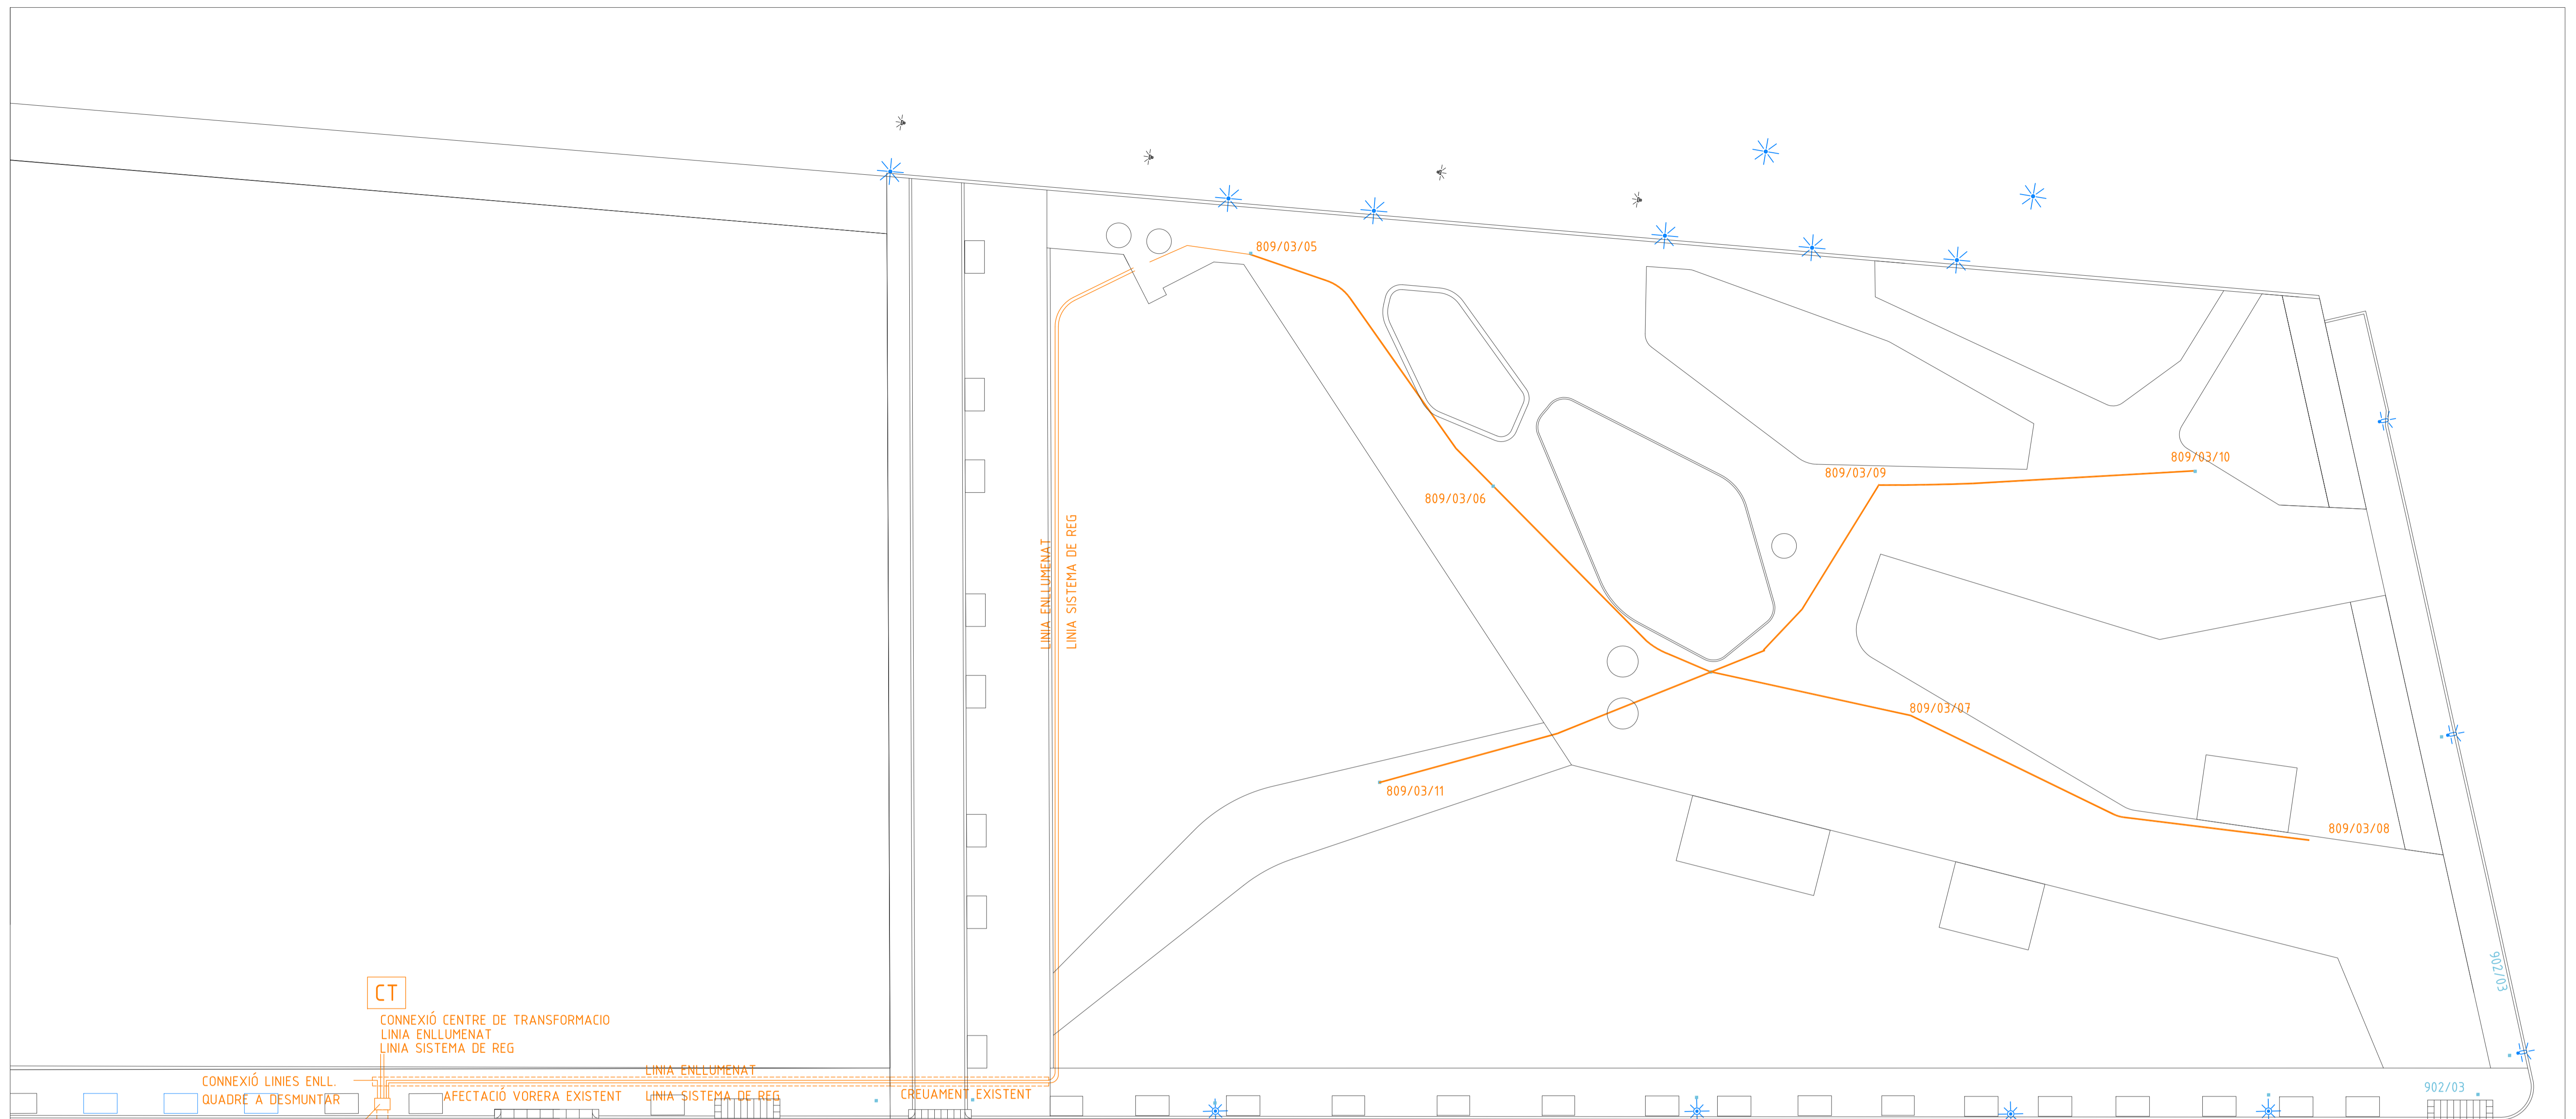 809/03/05
809/03/10
809/03/09
809/03/06
LINIA ENLLUMENAT
LINIA SISTEMA DE REG
809/03/07
809/03/11
809/03/08
902/03
CT
CONNEXIÓ CENTRE DE TRANSFORMACIO
LINIA ENLLUMENAT
LINIA SISTEMA DE REG
LINIA ENLLUMENAT
CONNEXIÓ LINIES ENLL.
QUADRE A DESMUNTAR
AFECTACIÓ VORERA EXISTENT
LINIA SISTEMA DE REG
CREUAMENT EXISTENT
902/03